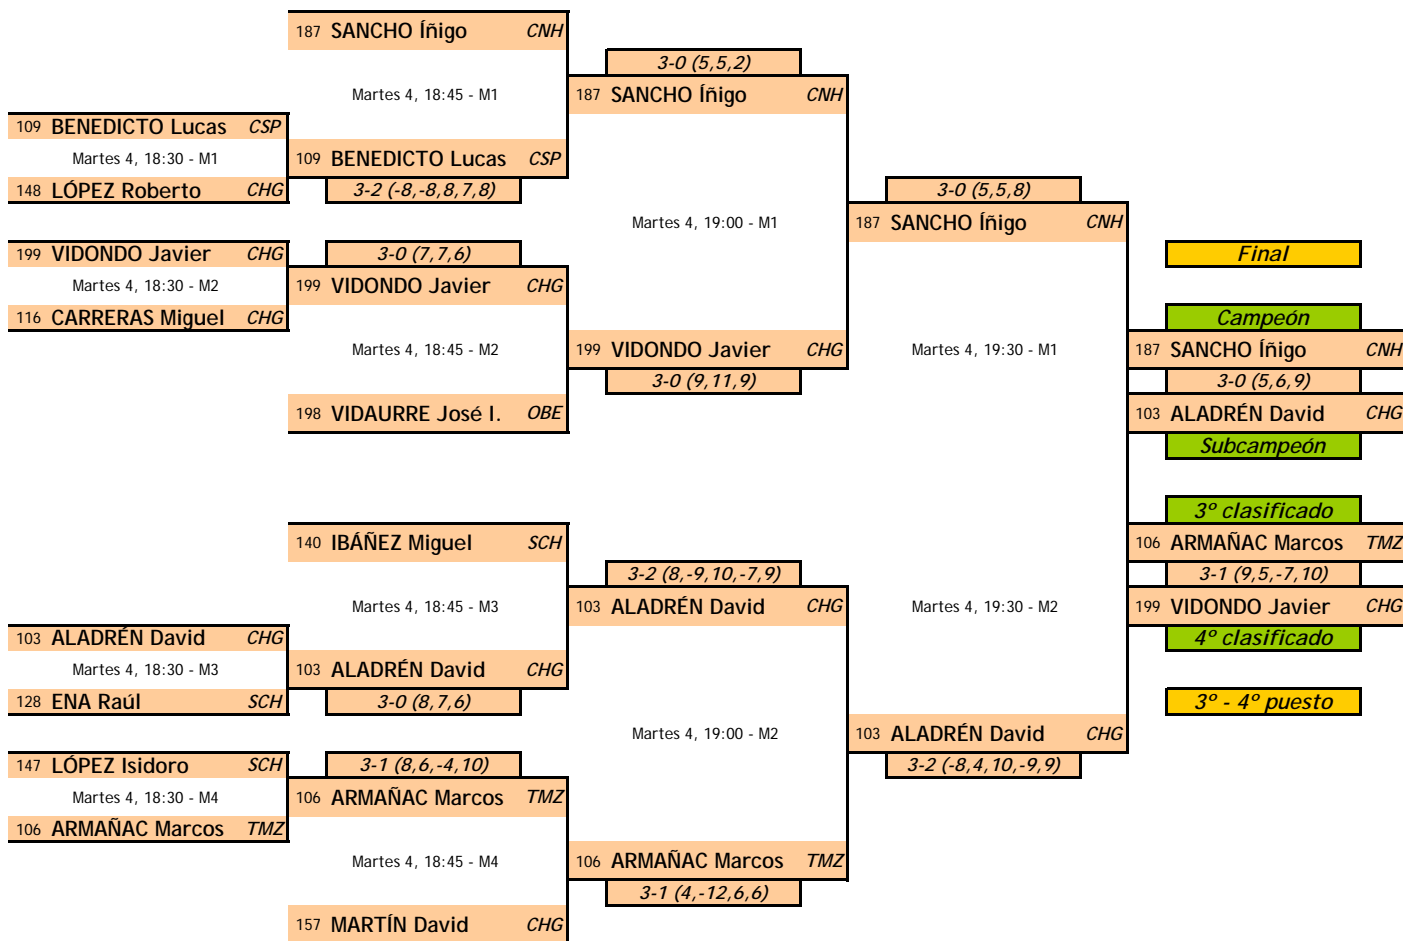 187 SANCHO Íñigo CNH
3-0 (5,5,2)
Martes 4, 18:45 - M1
187 SANCHO Íñigo CNH
109 BENEDICTO Lucas CSP
Martes 4, 18:30 - M1
109 BENEDICTO Lucas CSP
148 LÓPEZ Roberto CHG
3-2 (-8,-8,8,7,8)
3-0 (5,5,8)
Martes 4, 19:00 - M1
187 SANCHO Íñigo CNH
199 VIDONDO Javier CHG
3-0 (7,7,6)
Final
Martes 4, 18:30 - M2
199 VIDONDO Javier CHG
116 CARRERAS Miguel CHG
Campeón
Martes 4, 18:45 - M2
199 VIDONDO Javier CHG
Martes 4, 19:30 - M1
187 SANCHO Íñigo CNH
3-0 (9,11,9)
3-0 (5,6,9)
198 VIDAURRE José I. OBE
103 ALADRÉN David CHG
Subcampeón
3º clasificado
140 IBÁÑEZ Miguel SCH
106 ARMAÑAC Marcos TMZ
3-2 (8,-9,10,-7,9)
3-1 (9,5,-7,10)
Martes 4, 18:45 - M3
103 ALADRÉN David CHG
Martes 4, 19:30 - M2
199 VIDONDO Javier CHG
103 ALADRÉN David CHG
4º clasificado
Martes 4, 18:30 - M3
103 ALADRÉN David CHG
128 ENA Raúl SCH
3-0 (8,7,6)
3º - 4º puesto
Martes 4, 19:00 - M2
103 ALADRÉN David CHG
147 LÓPEZ Isidoro SCH
3-1 (8,6,-4,10)
3-2 (-8,4,10,-9,9)
Martes 4, 18:30 - M4
106 ARMAÑAC Marcos TMZ
106 ARMAÑAC Marcos TMZ
Martes 4, 18:45 - M4
106 ARMAÑAC Marcos TMZ
3-1 (4,-12,6,6)
157 MARTÍN David CHG